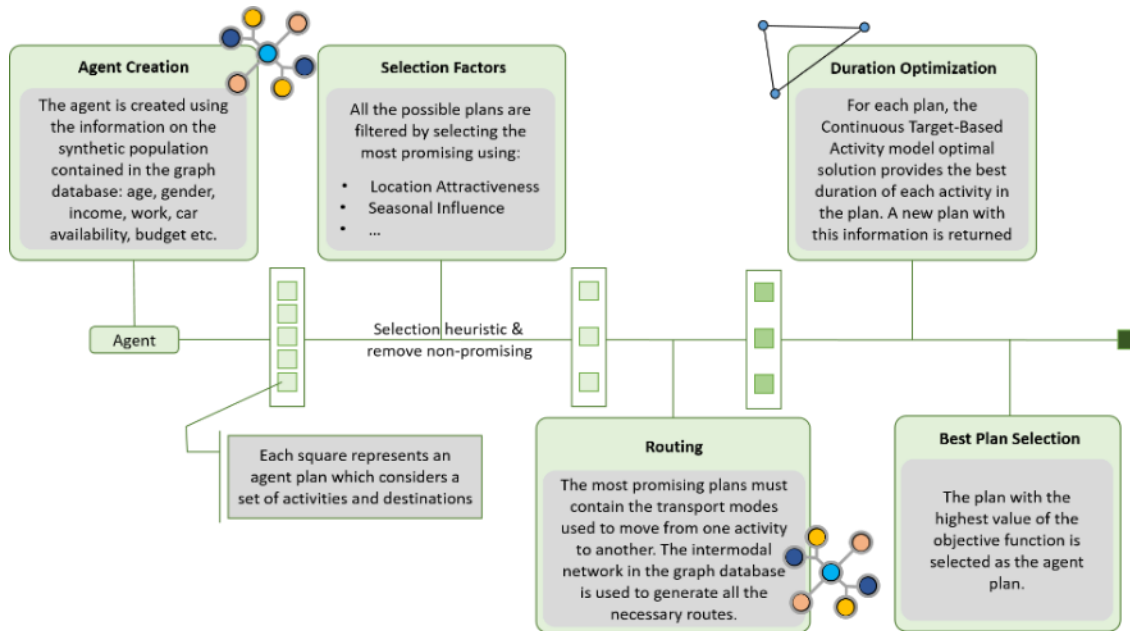 Agent Creation
The agent is created using
the information on the
synthetic population
contained in the graph
database: age, gender,
income, work, car
availability, budget etc.
Selection Factors
All the possible plans are
filtered by selecting the
most promising using:
• Location Attractiveness
• Seasonal Influence
• ...
Duration Optimization
For each plan, the
Continuous Target-Based
Activity model optimal
solution provides the best
duration of each activity in
the plan. A new plan with
this information is returned
Agent
Selection heuristic &
remove non-promising
Each square represents an
agent plan which considers a
set of activities and destinations
Routing
The most promising plans must
contain the transport modes
used to move from one activity
to another. The intermodal
network in the graph database
is used to generate all the
necessary routes.
Best Plan Selection
The plan with the
highest value of the
objective function is
selected as the agent
plan.